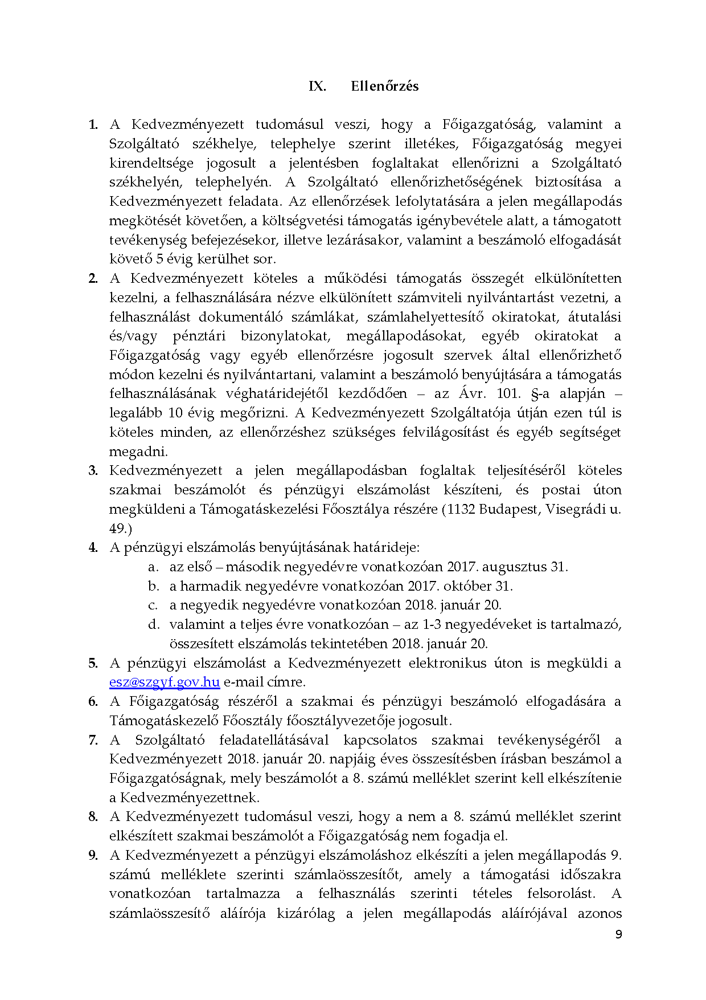 IX. Ellenőrzés
1. A Kedvezményezett tudomásul veszi, hogy a Főigazgatóság, valamint a
Szolgáltató székhelye, telephelye szerint illetékes, Főigazgatóság megyei
kirendeltsége jogosult a jelentésben foglaltakat ellenőrizni a Szolgáltató
székhelyén, telephelyén. A Szolgáltató ellenőrizhetőségének biztosítása a
Kedvezményezett feladata. Az ellenőrzések lefolytatására a jelen megállapodás
megkötését követően, a költségvetési támogatás igénybevétele alatt, a támogatott
tevékenység befejezésekor, illetve lezárásakor, valamint a beszámoló elfogadását
követő 5 évig kerülhet sor.
2. A Kedvezményezett köteles a működési támogatás összegét elkülönítetten
kezelni, a felhasználására nézve elkülönített számviteli nyilvántartást vezetni, a
felhasználást dokumentáló számlákat, számlahelyettesítő okiratokat, átutalási
és/vagy pénztári bizonylatokat, megállapodásokat, egyéb okiratokat a
Főigazgatóság vagy egyéb ellenőrzésre jogosult szervek által ellenőrizhető
módon kezelni és nyilvántartani, valamint a beszámoló benyújtására a támogatás
felhasználásának véghatáridejétől kezdődően – az Ávr. 101. §-a alapján –
legalább 10 évig megőrizni. A Kedvezményezett Szolgáltatója útján ezen túl is
köteles minden, az ellenőrzéshez szükséges felvilágosítást és egyéb segítséget
megadni.
3. Kedvezményezett a jelen megállapodásban foglaltak teljesítéséről köteles
szakmai beszámolót és pénzügyi elszámolást készíteni, és postai úton
megküldeni a Támogatáskezelési Főosztálya részére (1132 Budapest, Visegrádi u.
49.)
4. A pénzügyi elszámolás benyújtásának határideje:
a. az első – második negyedévre vonatkozóan 2017. augusztus 31.
b. a harmadik negyedévre vonatkozóan 2017. október 31.
c. a negyedik negyedévre vonatkozóan 2018. január 20.
d. valamint a teljes évre vonatkozóan – az 1-3 negyedéveket is tartalmazó,
összesített elszámolás tekintetében 2018. január 20.
5. A pénzügyi elszámolást a Kedvezményezett elektronikus úton is megküldi a
esz@szgyf.gov.hu e-mail címre.
6. A Főigazgatóság részéről a szakmai és pénzügyi beszámoló elfogadására a
Támogatáskezelő Főosztály főosztályvezetője jogosult.
7. A Szolgáltató feladatellátásával kapcsolatos szakmai tevékenységéről a
Kedvezményezett 2018. január 20. napjáig éves összesítésben írásban beszámol a
Főigazgatóságnak, mely beszámolót a 8. számú melléklet szerint kell elkészítenie
a Kedvezményezettnek.
8. A Kedvezményezett tudomásul veszi, hogy a nem a 8. számú melléklet szerint
elkészített szakmai beszámolót a Főigazgatóság nem fogadja el.
9. A Kedvezményezett a pénzügyi elszámoláshoz elkészíti a jelen megállapodás 9.
számú melléklete szerinti számlaösszesítőt, amely a támogatási időszakra
vonatkozóan tartalmazza a felhasználás szerinti tételes felsorolást. A
számlaösszesítő aláírója kizárólag a jelen megállapodás aláírójával azonos
9